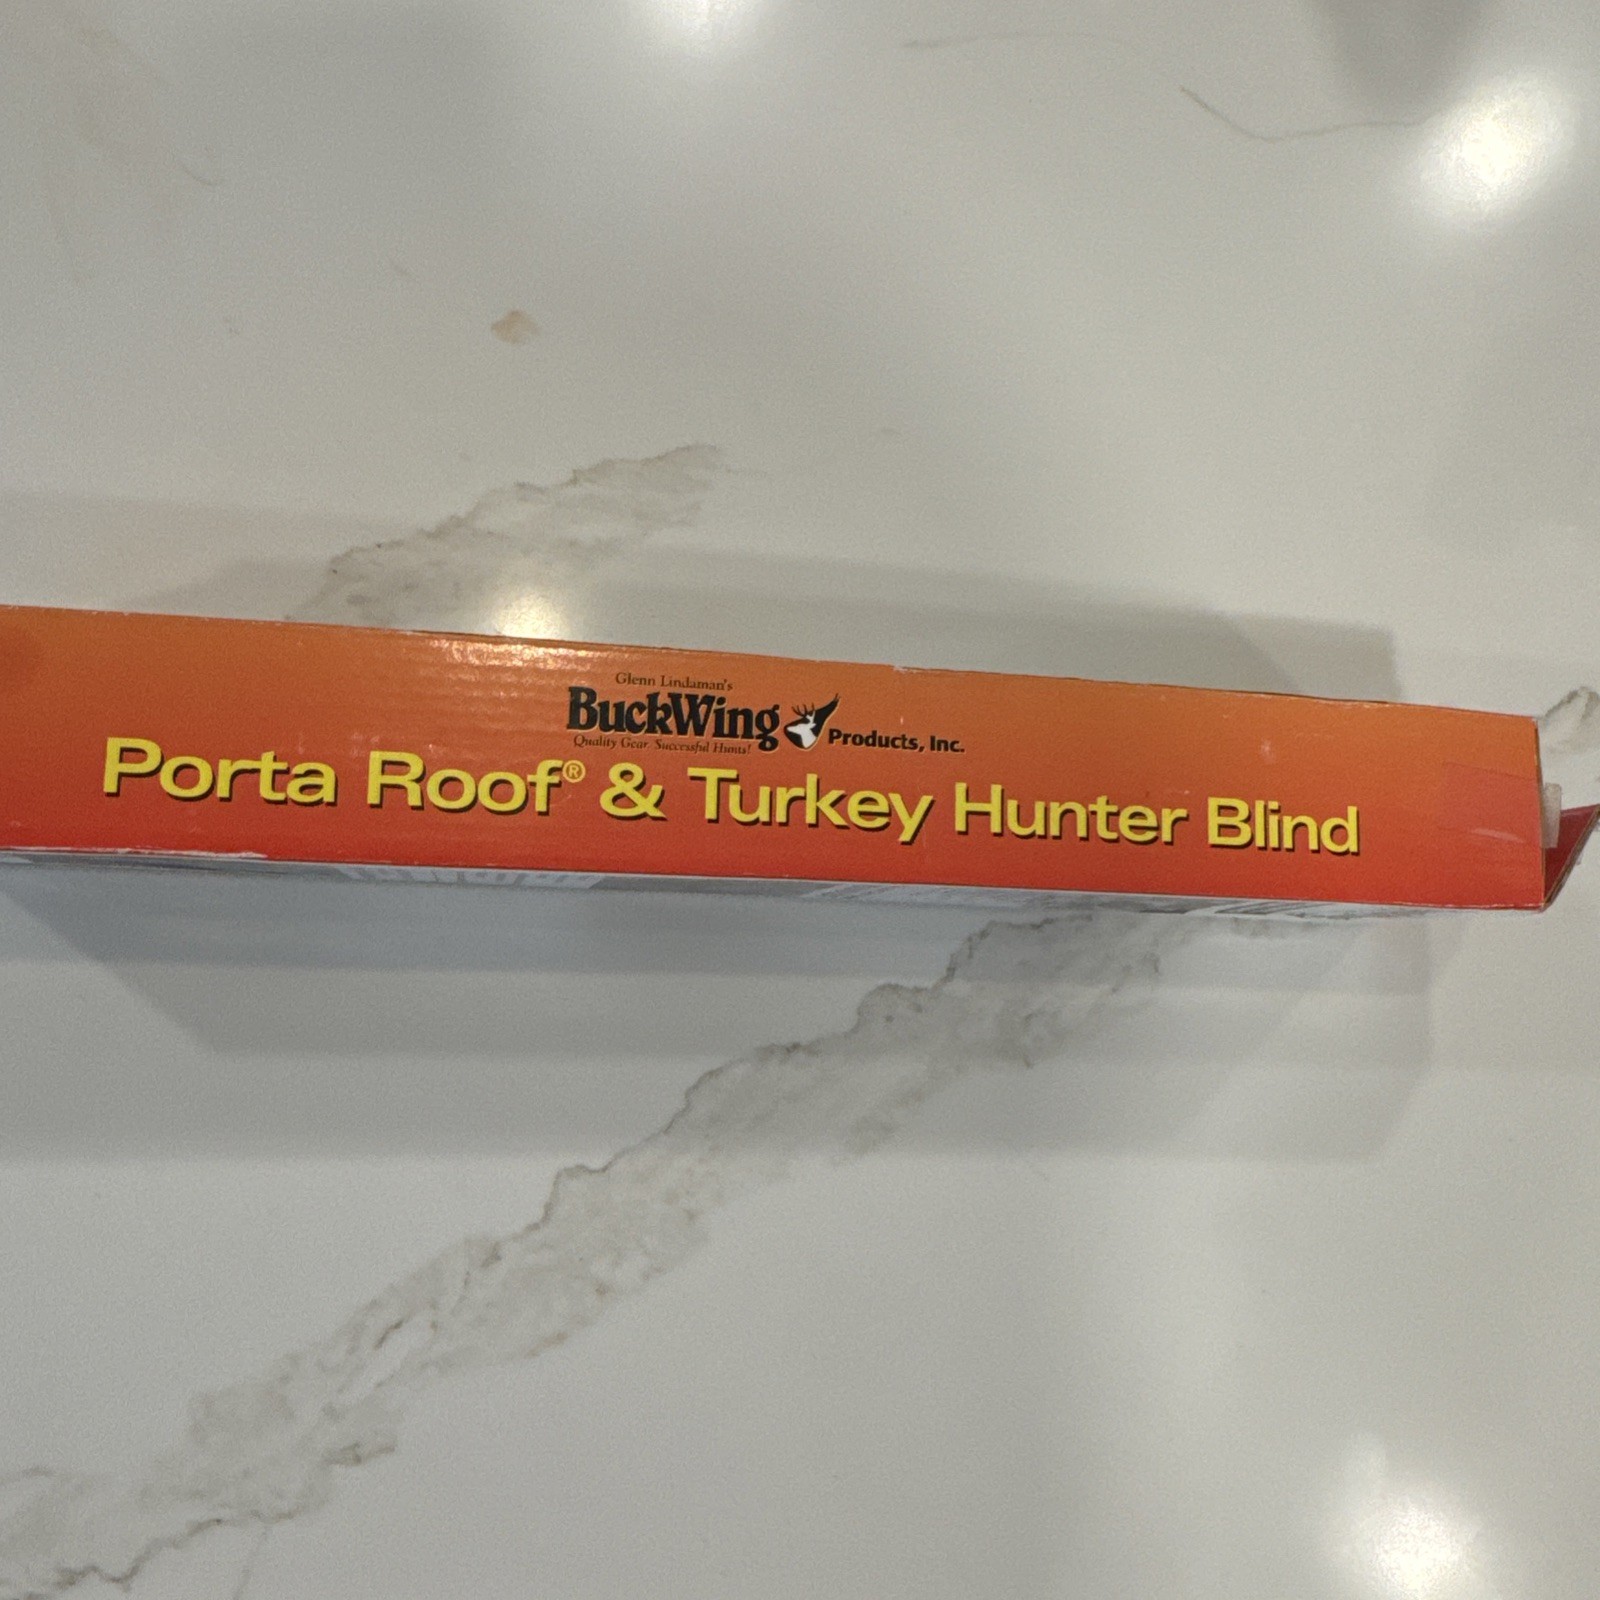 Glenn Lindaman's
BuckWing Products, Inc.
Quality Gear. Successful Hunts!
Porta Roof® & Turkey Hunter Blind